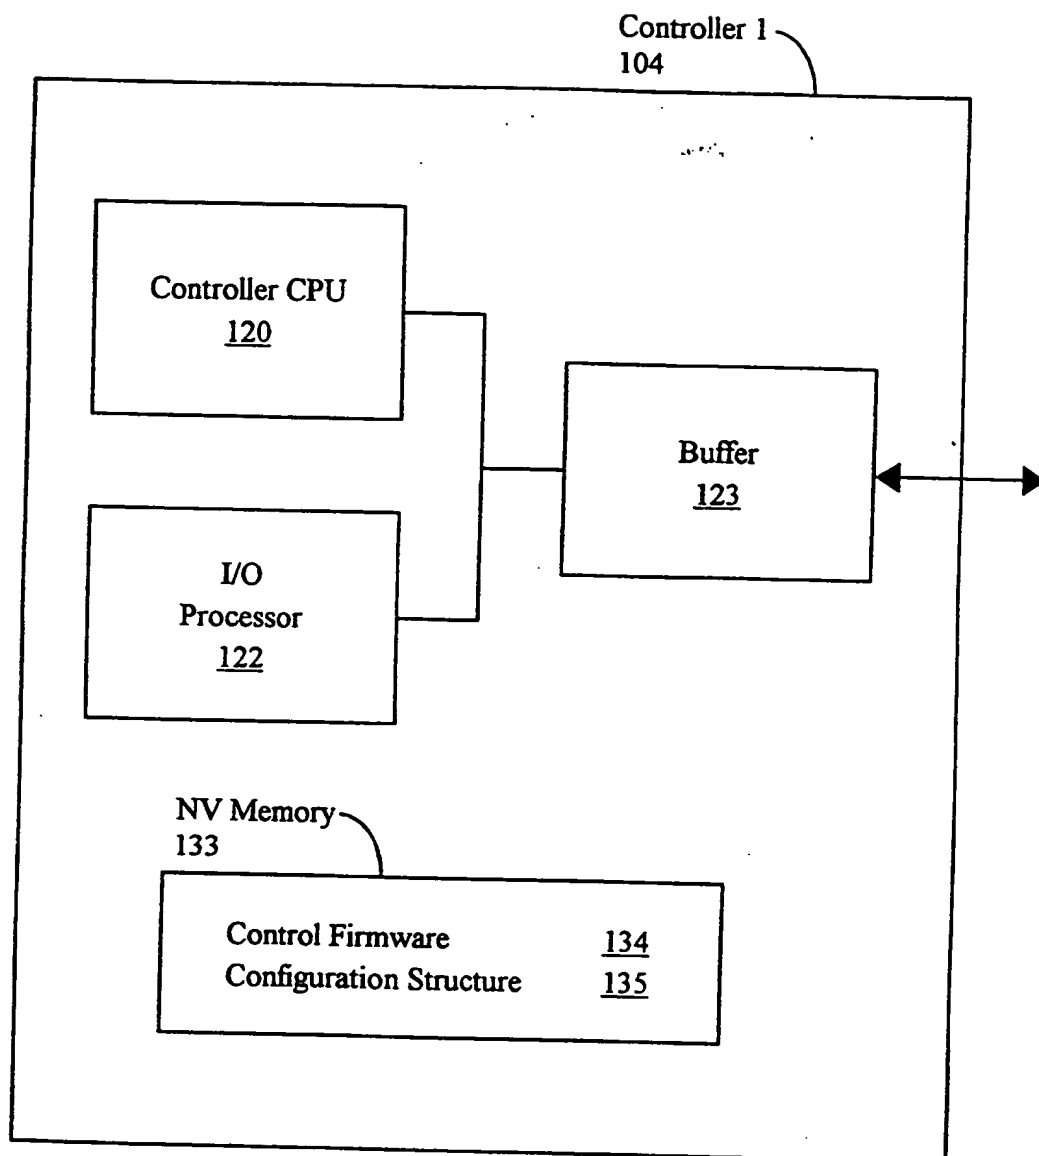 Controller 1
104
Controller CPU
120
Buffer
123
I/O
Processor
122
NV Memory
133
Control Firmware 134
Configuration Structure 135